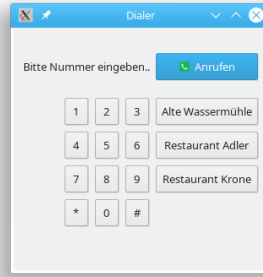 Dialer
Bitte Nummer eingeben.. Anrufen
1 2 3 Alte Wassermühle
4 5 6 Restaurant Adler
7 8 9 Restaurant Krone
* 0 #